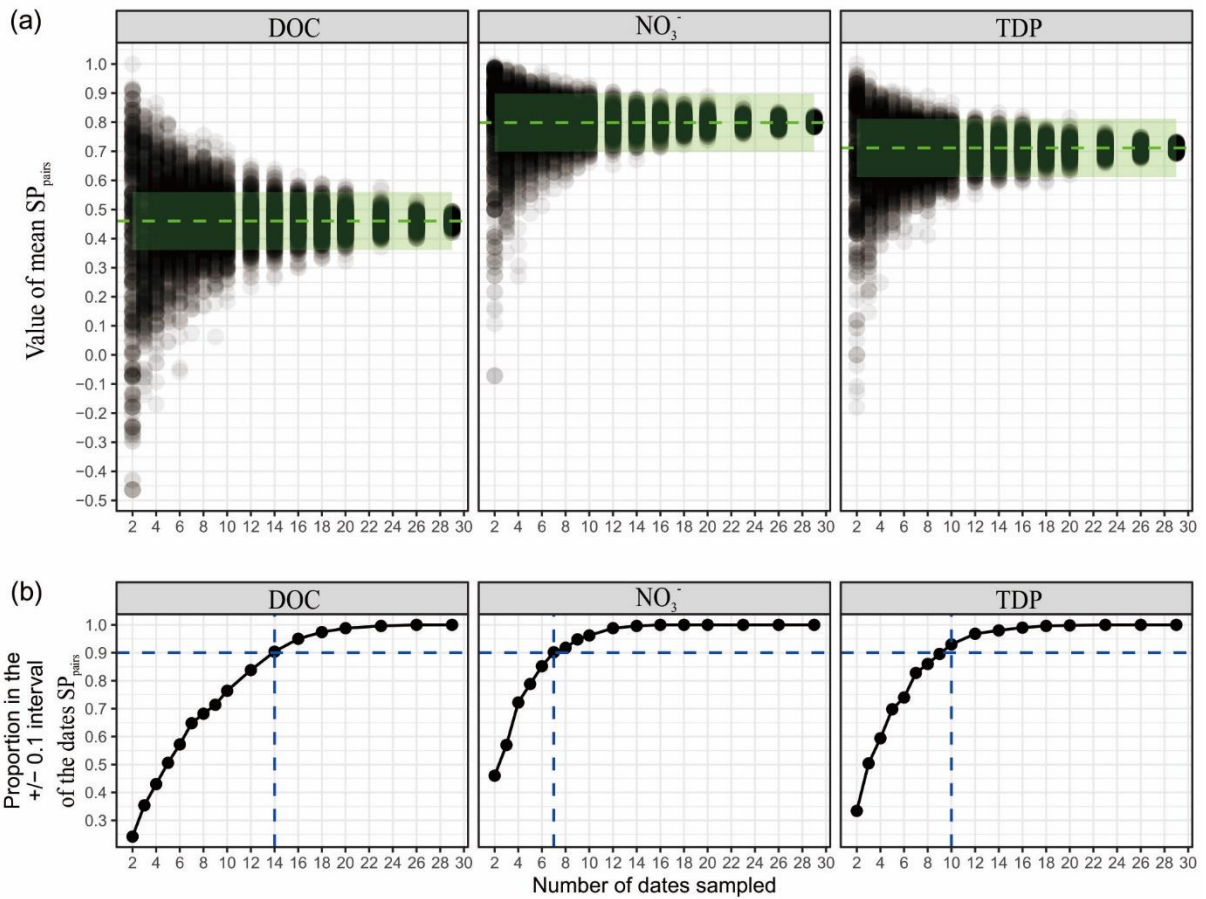 (a)
DOC
NO₃⁻
TDP
Value of mean SPpairs
1.0
0.9
0.8
0.7
0.6
0.5
0.4
0.3
0.2
0.1
0.0
−0.1
−0.2
−0.3
−0.4
−0.5
2 4 6 8 10 12 14 16 18 20 22 24 26 28 30
2 4 6 8 10 12 14 16 18 20 22 24 26 28 30
2 4 6 8 10 12 14 16 18 20 22 24 26 28 30
(b)
DOC
NO₃⁻
TDP
Proportion in the
+/− 0.1 interval
of the dates SPpairs
1.0
0.9
0.8
0.7
0.6
0.5
0.4
0.3
2 4 6 8 10 12 14 16 18 20 22 24 26 28 30
2 4 6 8 10 12 14 16 18 20 22 24 26 28 30
2 4 6 8 10 12 14 16 18 20 22 24 26 28 30
Number of dates sampled